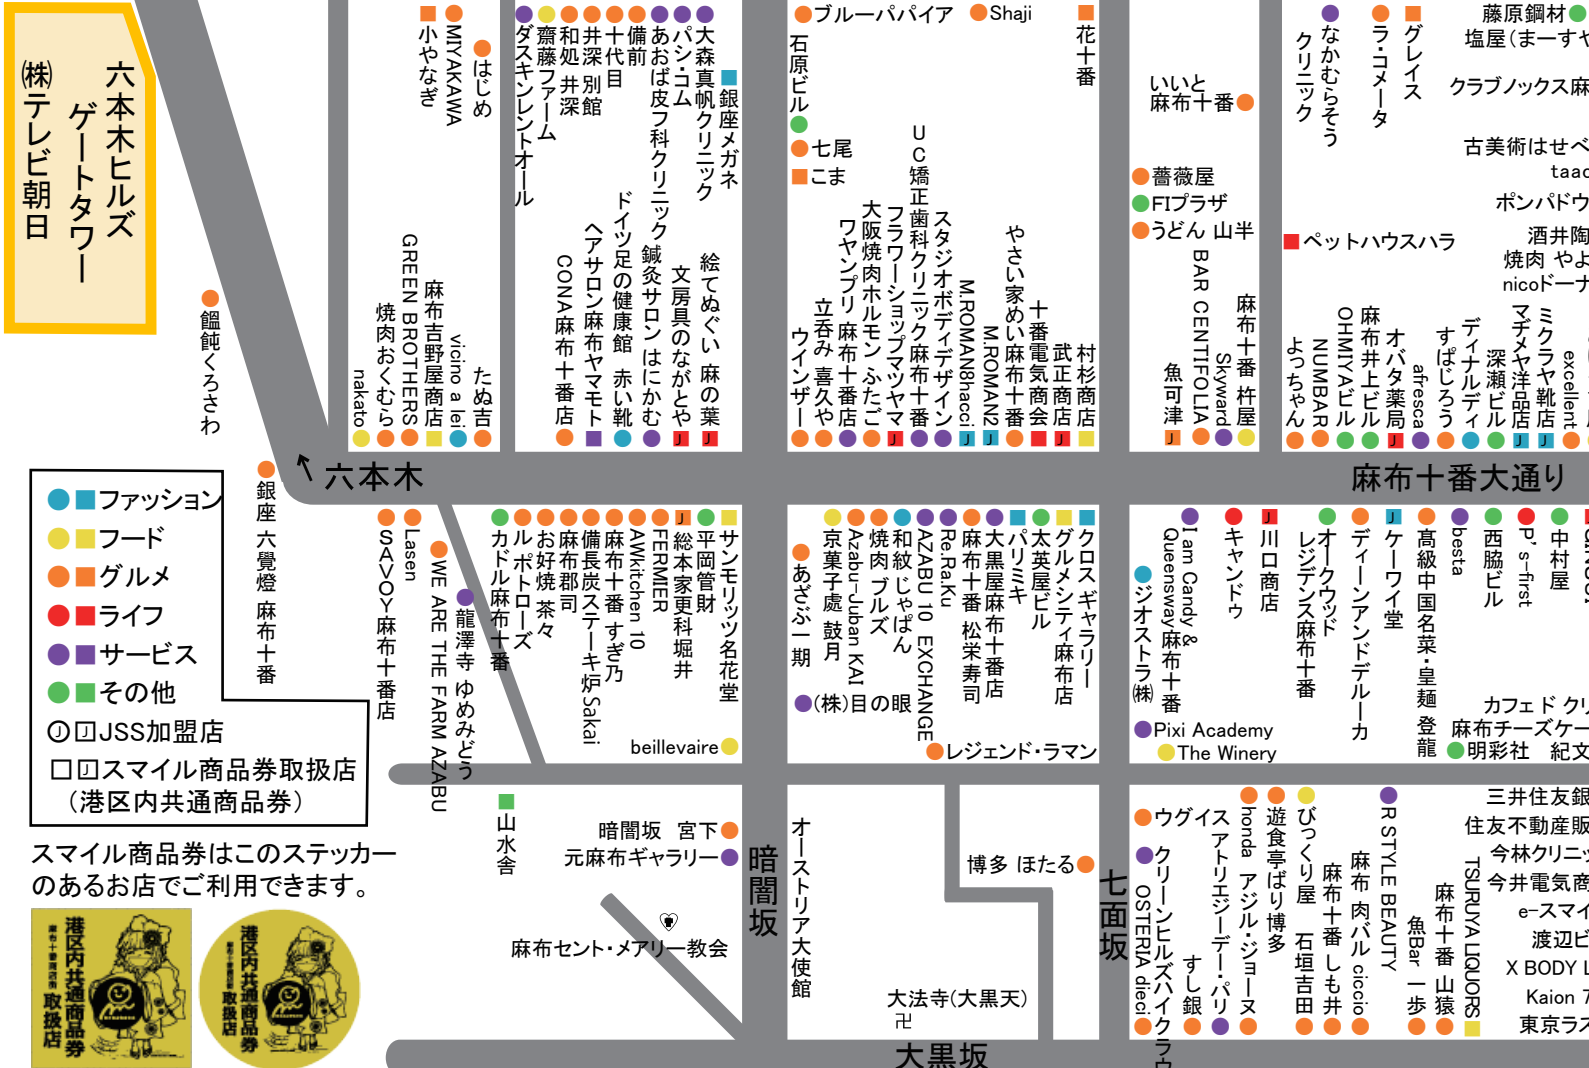 六本木ヒルズ
ゲートタワー
㈱テレビ朝日
饂飩くろさわ
小やなぎ
MIYAKAWA
はじめ
nakato
焼肉おくむら
GREEN BROTHERS
麻布吉野屋商店
vicino a lei
たぬ吉
ダスキンレントオール
齋藤ファーム
和処 井深
井深 別館
十代目
備前
あおば皮フ科クリニック
パシ・コム
大森真帆クリニック
銀座メガネ
CONA麻布十番店
ヘアサロン麻布ヤマモト
ドイツ足の健康館 赤い靴
鍼灸サロン はにかむ
文房具のながとや
絵てぬぐい 麻の葉
ブルーパパイア
Shaji
石原ビル
七尾
こま
花十番
ウインザー
立呑み 喜久や
ワヤンプリ 麻布十番店
大阪焼肉ホルモン ふたご
フラワーショップマツヤマ
UC矯正歯科クリニック麻布十番
スタジオボディデザイン
M.ROMAN8hacci
M.ROMAN2
やさい家めい麻布十番
十番電気商会
武正商店
村杉商店
いいと
麻布十番
薔薇屋
FIプラザ
うどん 山半
魚可津
BAR CENTIFOLIA
Skyward
麻布十番 杵屋
なかむらそう
クリニック
ラ・コメータ
グレイス
藤原鋼材
塩屋(まーすや
クラブノックス麻
古美術はせべ
taac
ポンパドウ
酒井陶
焼肉 やよ
nicoドーナ
ペットハウスハラ
よっちゃん
NUMBAR
OHMIYAビル
麻布井上ビル
オバタ薬局
afresca
すぱじろう
ディナルディ
深瀬ビル
マチメヤ洋品店
ミクラヤ靴店
excellent
六本木
麻布十番大通り
銀座 六覺燈 麻布十番
SAVOY麻布十番店
Lasen
WE ARE THE FARM AZABU
龍澤寺 ゆめみどう
カドル麻布十番
ル ポトローズ
お好焼 茶々
麻布郡司
備長炭ステーキ炉Sakai
麻布十番 すぎ乃
AWkitchen 10
FERMIER
総本家更科堀井
平岡管財
サンモリッツ名花堂
beillevaire
あざぶ一期
京菓子處 鼓月
Azabu-Juban KAI
焼肉 ブルズ
和紋 じゃぱん
AZABU 10 EXCHANGE
Re.Ra.Ku
麻布十番 松栄寿司
大黒屋麻布十番店
パリミキ
太英屋ビル
グルメシティ麻布店
クロス ギャラリー
(株)目の眼
レジェンド・ラマン
ジオストラ㈱
I am Candy &
Queensway麻布十番
キャンドゥ
川口商店
オークウッド
レジデンス麻布十番
ディーンアンドデルーカ
ケーワイ堂
高級中国名菜・皇麺 登龍
besta
西脇ビル
P's-first
中村屋
Pixi Academy
The Winery
カフェド クリ
麻布チーズケー
明彩社
紀文
ファッション
フード
グルメ
ライフ
サービス
その他
JJJSS加盟店
Jスマイル商品券取扱店
(港区内共通商品券)
スマイル商品券はこのステッカー
のあるお店でご利用できます。
港区内共通商品券
麻布十番商店街
取扱店
港区内共通商品券
麻布十番商店街
取扱店
山水舎
暗闇坂 宮下
元麻布ギャラリー
麻布セント・メアリー教会
暗闇坂
オーストリア大使館
博多 ほたる
大法寺(大黒天)
卍
大黒坂
七面坂
ウグイス
クリーンヒルズハイクラウ
OSTERIA dieci
すし銀
アトリエジーデー・パリ
honda アジル・ジョーヌ
遊食亭ばり博多
びっくり屋
石垣吉田
麻布十番 しも井
麻布 肉バル ciccio
R STYLE BEAUTY
魚Bar 一歩
麻布十番 山猿
TSURUYA LIQUORS
三井住友銀
住友不動産販
今林クリニッ
今井電気商
e-スマイ
渡辺ビ
X BODY L
Kaion 7
東京ラス